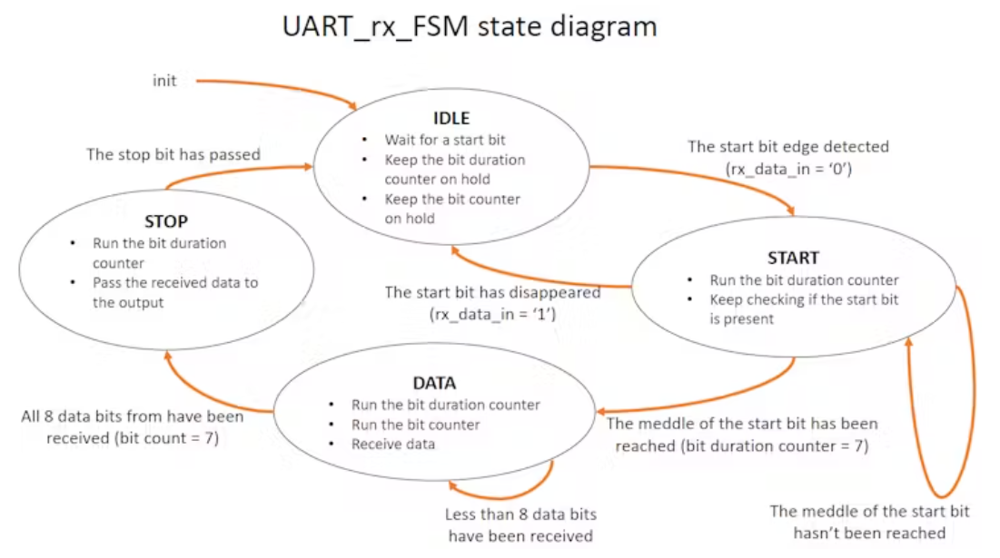 UART_rx_FSM state diagram
init
IDLE
• Wait for a start bit
• Keep the bit duration
counter on hold
• Keep the bit counter
on hold
The stop bit has passed
The start bit edge detected
(rx_data_in = ‘0’)
STOP
• Run the bit duration
counter
• Pass the received data to
the output
START
• Run the bit duration counter
• Keep checking if the start bit
is present
The start bit has disappeared
(rx_data_in = ‘1’)
DATA
• Run the bit duration counter
• Run the bit counter
• Receive data
All 8 data bits from have been
received (bit count = 7)
The meddle of the start bit has been
reached (bit duration counter = 7)
Less than 8 data bits
have been received
The meddle of the start bit
hasn’t been reached